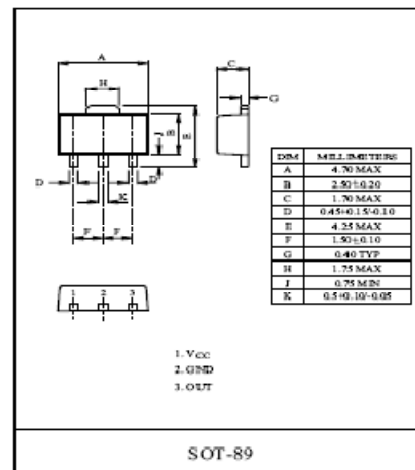 A
H
C
G
J
B
E
D
D
K
F
F
DIM MILLIMETERS
A 4.70 MAX
B 2.50±0.20
C 1.70 MAX
D 0.45+0.15/-0.10
E 4.25 MAX
F 1.50±0.10
G 0.40 TYP
H 1.75 MAX
J 0.75 MIN
K 0.5+0.10/-0.05
1 2 3
1. VCC
2. GND
3. OUT
SOT-89